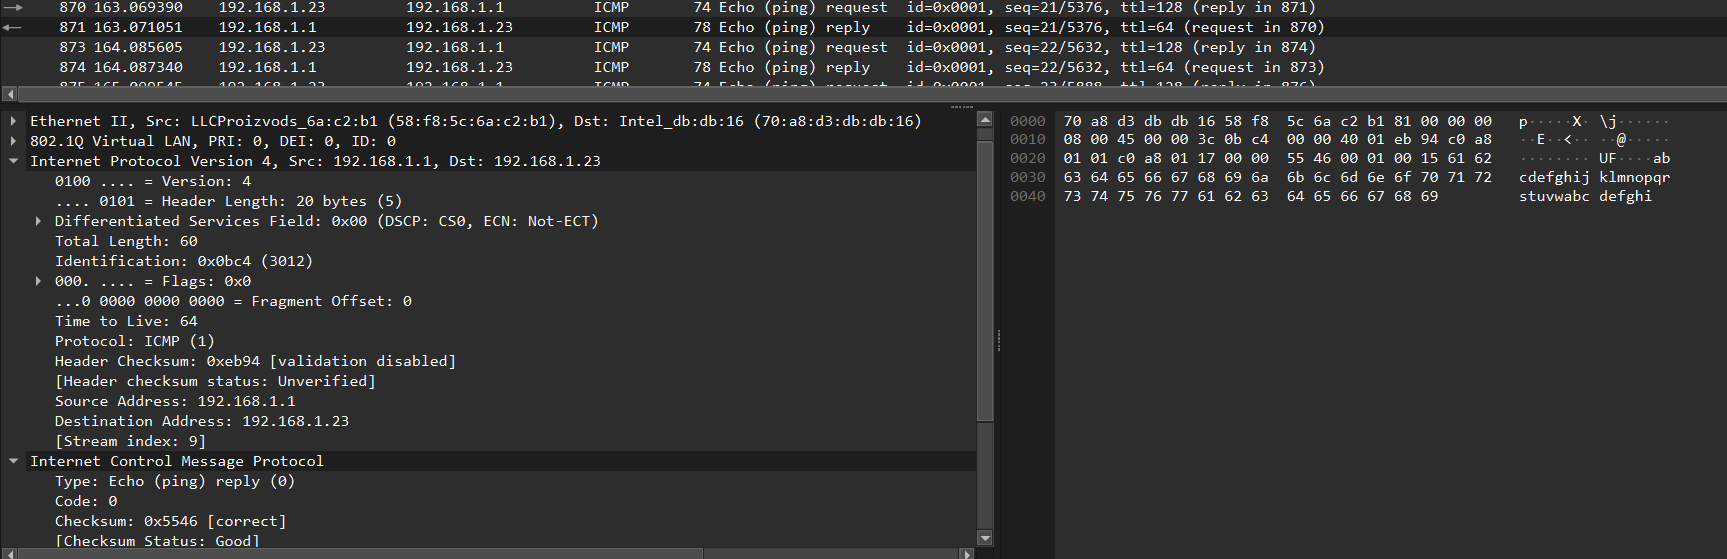 870 163.069390 192.168.1.23 192.168.1.1 ICMP 74 Echo (ping) request id=0x0001, seq=21/5376, ttl=128 (reply in 871)
871 163.071051 192.168.1.1 192.168.1.23 ICMP 78 Echo (ping) reply id=0x0001, seq=21/5376, ttl=64 (request in 870)
873 164.085605 192.168.1.23 192.168.1.1 ICMP 74 Echo (ping) request id=0x0001, seq=22/5632, ttl=128 (reply in 874)
874 164.087340 192.168.1.1 192.168.1.23 ICMP 78 Echo (ping) reply id=0x0001, seq=22/5632, ttl=64 (request in 873)
Ethernet II, Src: LLCProizvods_6a:c2:b1 (58:f8:5c:6a:c2:b1), Dst: Intel_db:db:16 (70:a8:d3:db:db:16)
802.1Q Virtual LAN, PRI: 0, DEI: 0, ID: 0
Internet Protocol Version 4, Src: 192.168.1.1, Dst: 192.168.1.23
0100 .... = Version: 4
.... 0101 = Header Length: 20 bytes (5)
Differentiated Services Field: 0x00 (DSCP: CS0, ECN: Not-ECT)
Total Length: 60
Identification: 0x0bc4 (3012)
000. .... = Flags: 0x0
...0 0000 0000 0000 = Fragment Offset: 0
Time to Live: 64
Protocol: ICMP (1)
Header Checksum: 0xeb94 [validation disabled]
[Header checksum status: Unverified]
Source Address: 192.168.1.1
Destination Address: 192.168.1.23
[Stream index: 9]
Internet Control Message Protocol
Type: Echo (ping) reply (0)
Code: 0
Checksum: 0x5546 [correct]
[Checksum Status: Good]
0000 70 a8 d3 db db 16 58 f8 5c 6a c2 b1 81 00 00 00 p·····X· \j······
0010 08 00 45 00 00 3c 0b c4 00 00 40 01 eb 94 c0 a8 ··E··<·· ··@·····
0020 01 01 c0 a8 01 17 00 00 55 46 00 01 00 15 61 62 ········ UF····ab
0030 63 64 65 66 67 68 69 6a 6b 6c 6d 6e 6f 70 71 72 cdefghij klmnopqr
0040 73 74 75 76 77 61 62 63 64 65 66 67 68 69 stuvwabc defghi